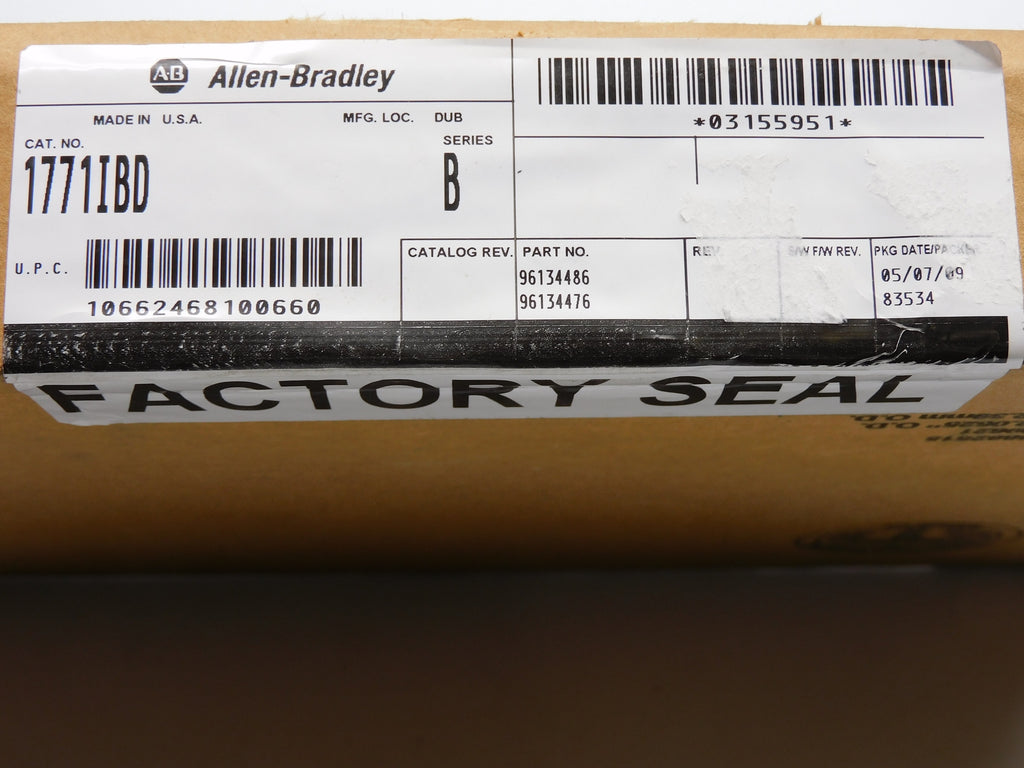 AB Allen-Bradley
*03155951*
MADE IN U.S.A. MFG. LOC. DUB
CAT. NO. SERIES
1771IBD B
U.P.C.
10662468100660
CATALOG REV. PART NO. REV. S/W F/W REV. PKG DATE/PACKER
96134486 05/07/09
96134476 83534
FACTORY SEAL